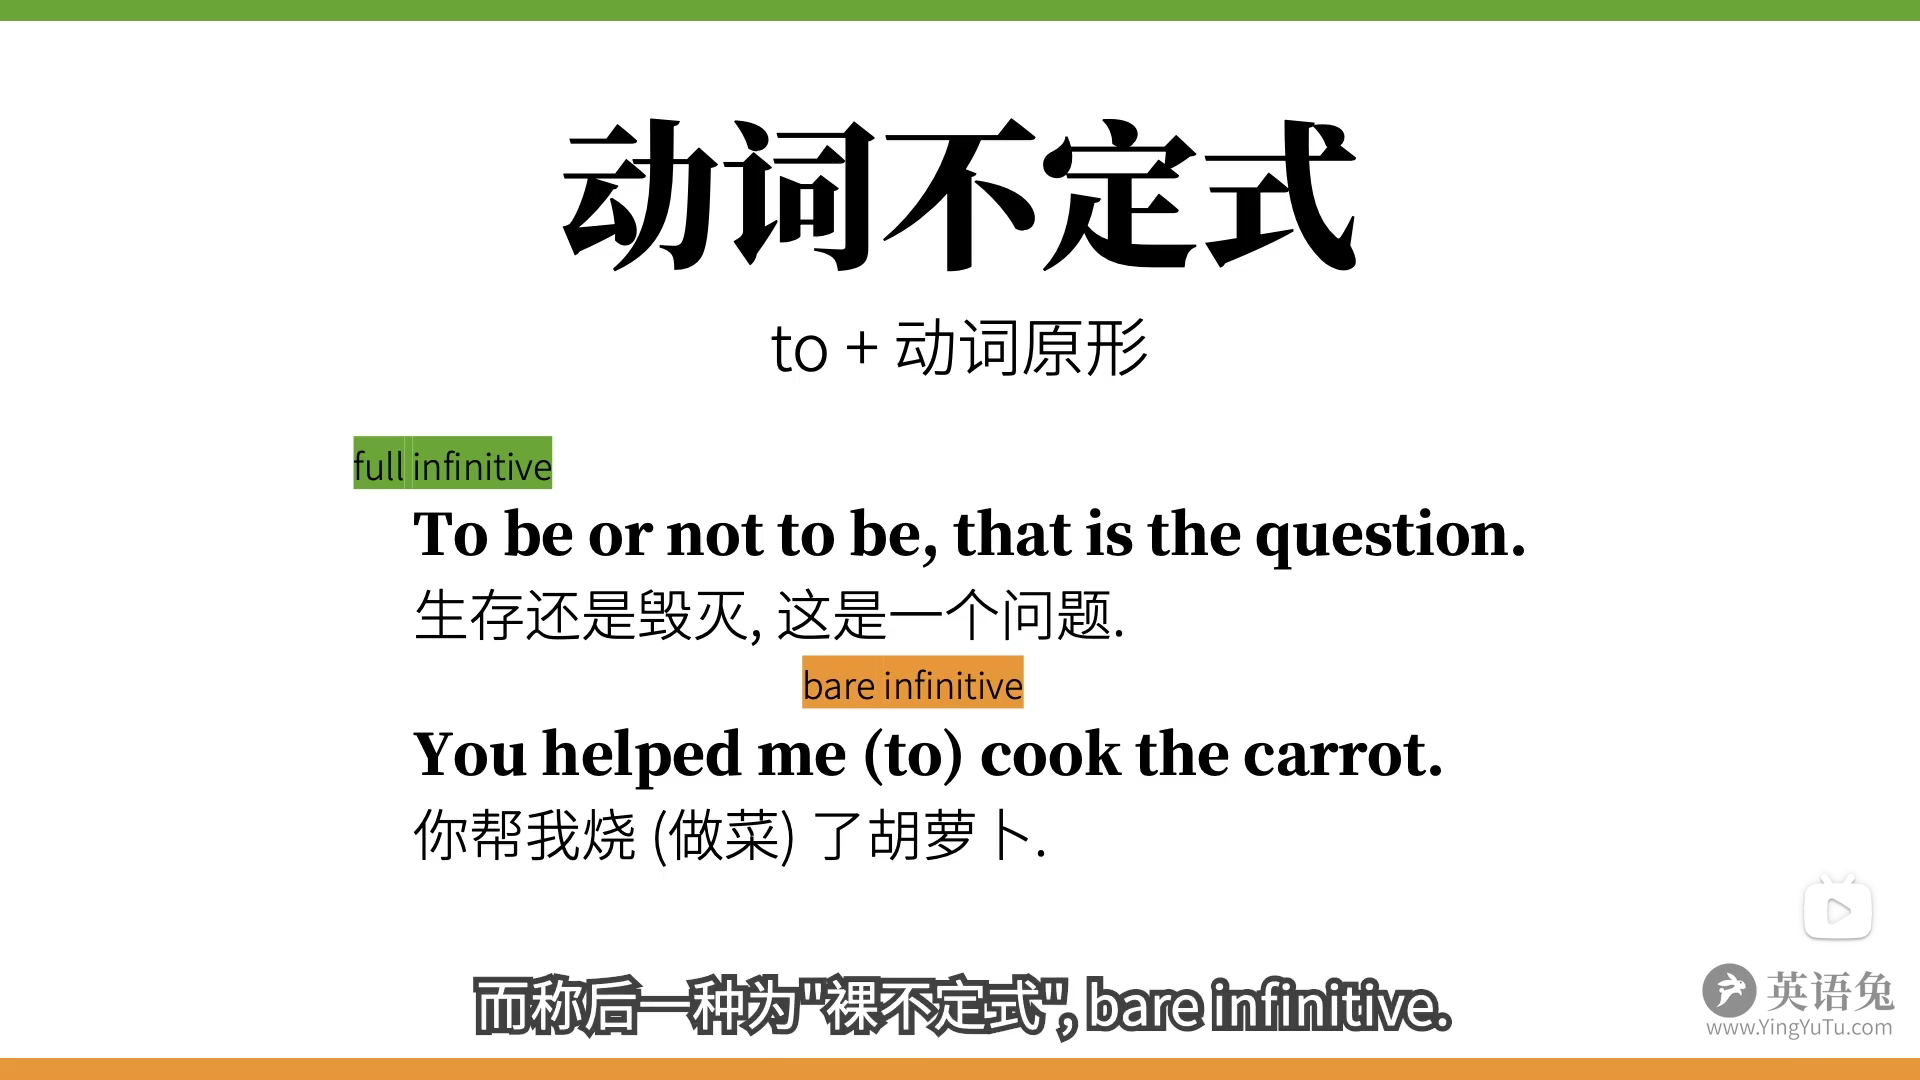 动词不定式
to + 动词原形
full infinitive
To be or not to be, that is the question.
生存还是毁灭, 这是一个问题.
bare infinitive
You helped me (to) cook the carrot.
你帮我烧 (做菜) 了胡萝卜.
而称后一种为"裸不定式", bare infinitive.
英语兔
www.YingYuTu.com